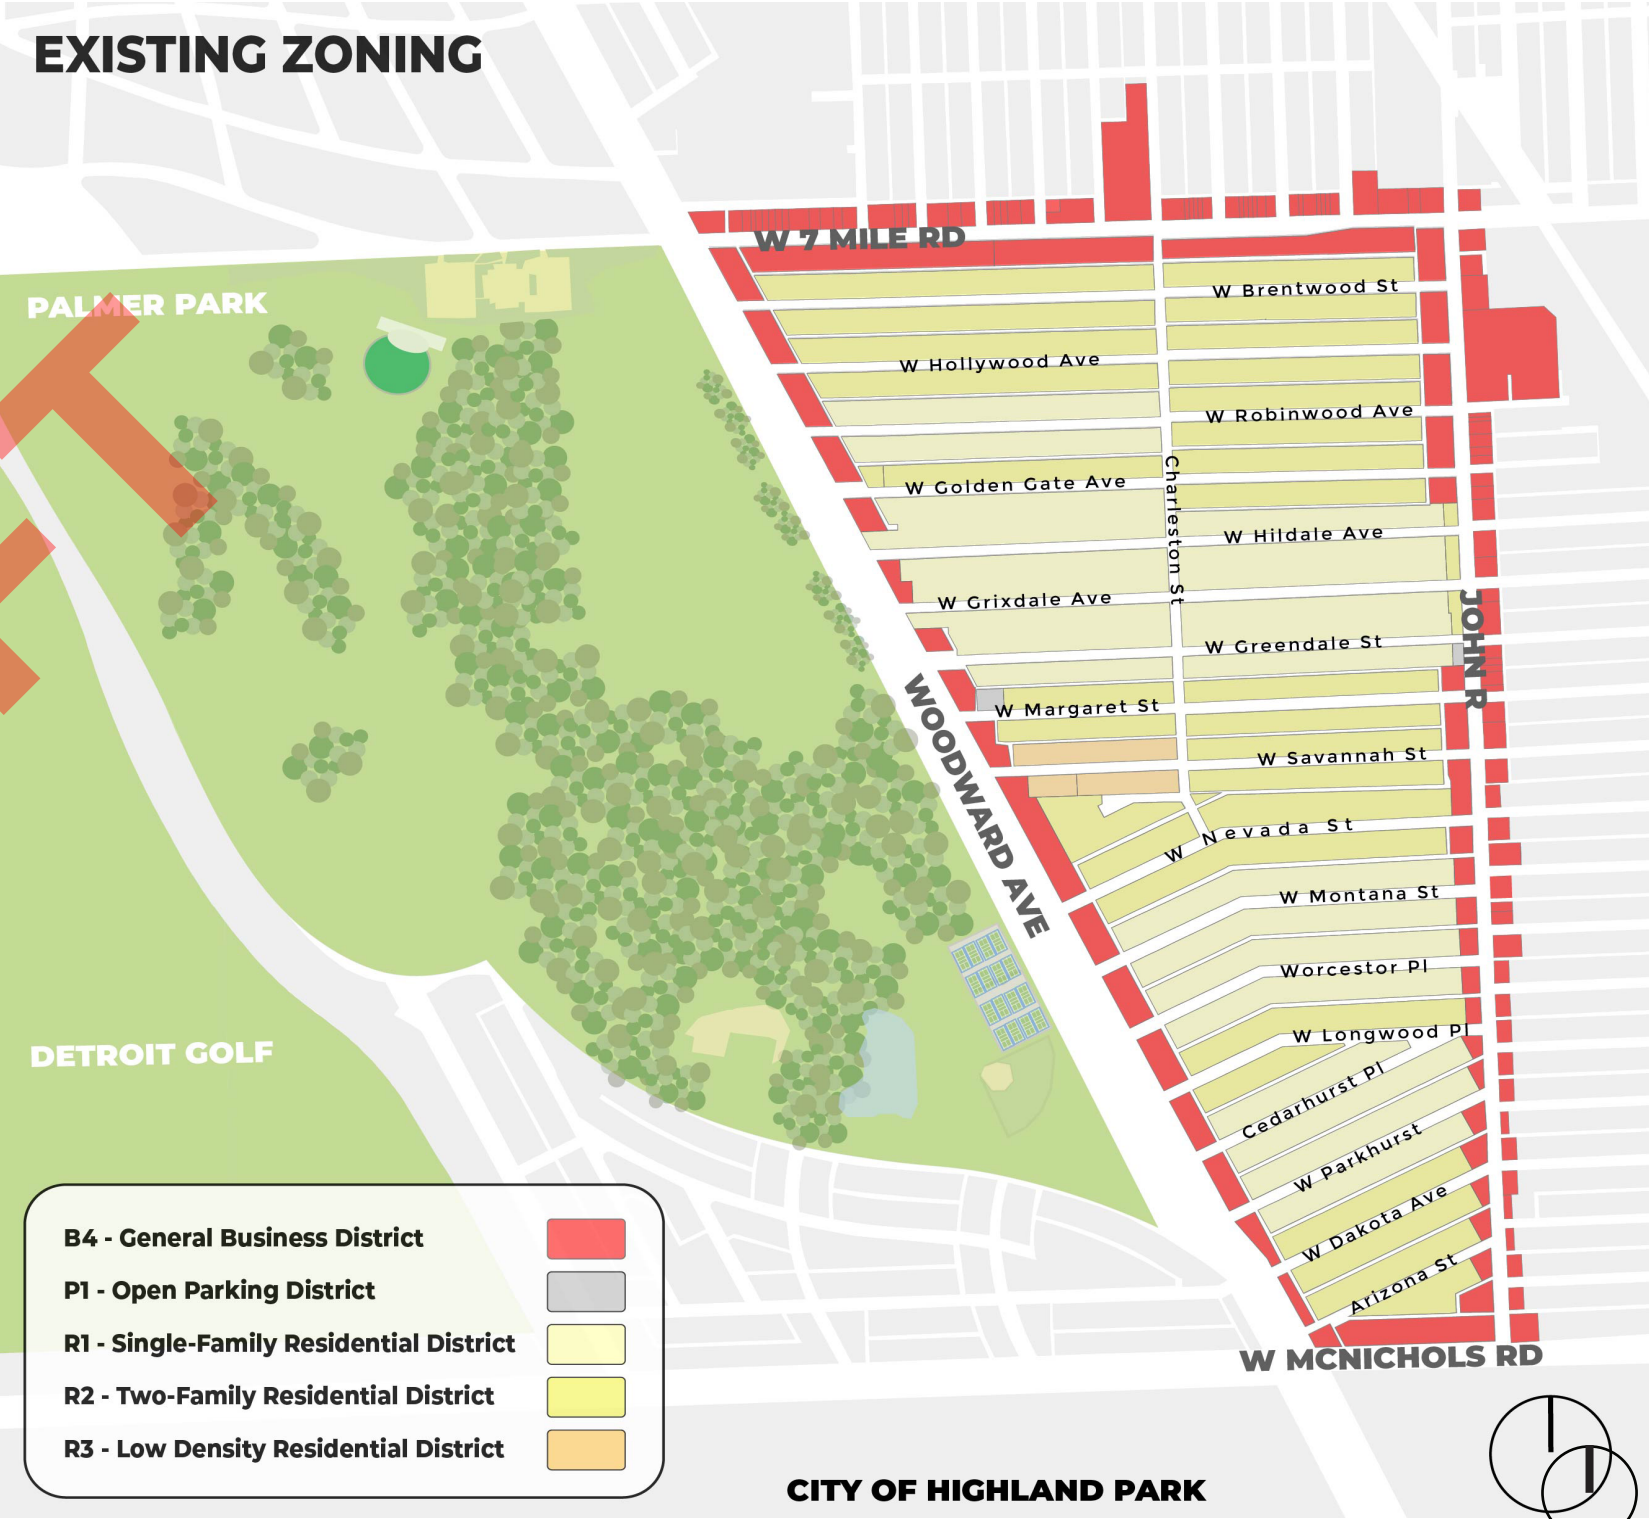 EXISTING ZONING
W 7 MILE RD
PALMER PARK
W Brentwood St
W Hollywood Ave
W Robinwood Ave
Charleston St
W Golden Gate Ave
W Hildale Ave
W Grixdale Ave
JOHN R
W Greendale St
WOODWARD AVE
W Margaret St
W Savannah St
W Nevada St
W Montana St
Worcestor Pl
W Longwood Pl
DETROIT GOLF
Cedarhurst Pl
W Parkhurst
W Dakota Ave
Arizona St
W MCNICHOLS RD
B4 - General Business District
P1 - Open Parking District
R1 - Single-Family Residential District
R2 - Two-Family Residential District
R3 - Low Density Residential District
CITY OF HIGHLAND PARK